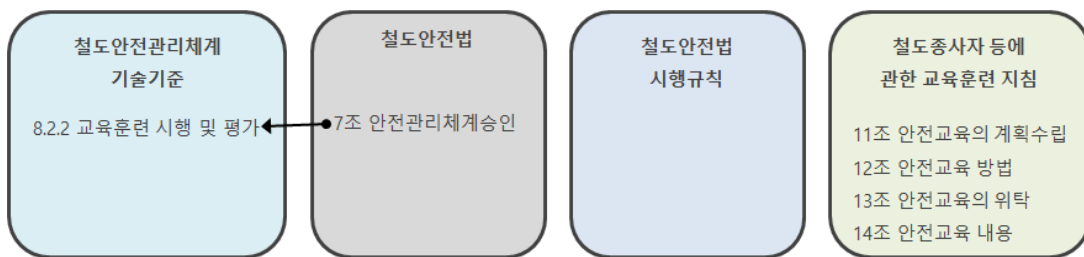 철도안전관리체계
기술기준
8.2.2 교육훈련 시행 및 평가
철도안전법
7조 안전관리체계승인
철도안전법
시행규칙
철도종사자 등에
관한 교육훈련 지침
11조 안전교육의 계획수립
12조 안전교육 방법
13조 안전교육의 위탁
14조 안전교육 내용